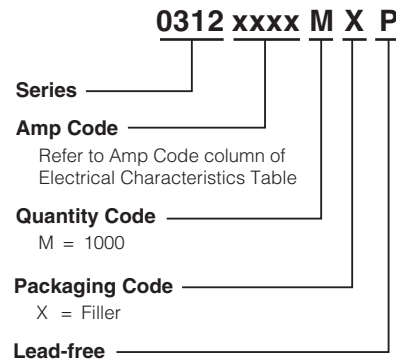 0312 xxxx M X P
Series
Amp Code
Refer to Amp Code column of
Electrical Characteristics Table
Quantity Code
M = 1000
Packaging Code
X = Filler
Lead-free